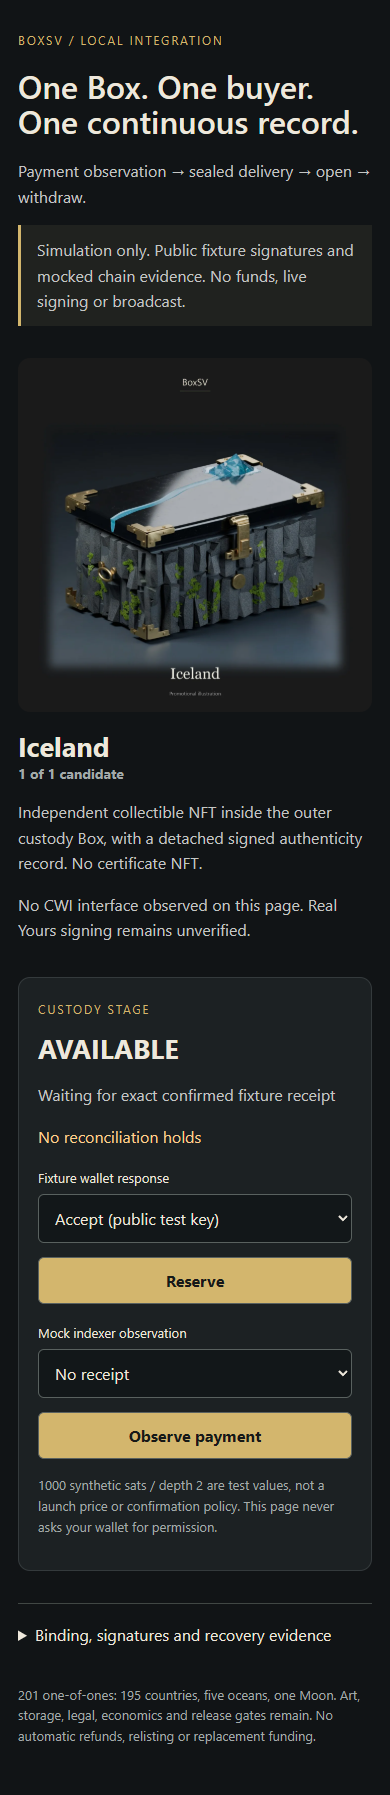 BOXSV / LOCAL INTEGRATION
One Box. One buyer.
One continuous record.
Payment observation → sealed delivery → open →
withdraw.
Simulation only. Public fixture signatures and
mocked chain evidence. No funds, live
signing or broadcast.
BoxSV
Iceland
Promotional illustration
Iceland
1 of 1 candidate
Independent collectible NFT inside the outer
custody Box, with a detached signed authenticity
record. No certificate NFT.
No CWI interface observed on this page. Real
Yours signing remains unverified.
CUSTODY STAGE
AVAILABLE
Waiting for exact confirmed fixture receipt
No reconciliation holds
Fixture wallet response
Accept (public test key)
Reserve
Mock indexer observation
No receipt
Observe payment
1000 synthetic sats / depth 2 are test values, not a
launch price or confirmation policy. This page never
asks your wallet for permission.
Binding, signatures and recovery evidence
201 one-of-ones: 195 countries, five oceans, one Moon. Art,
storage, legal, economics and release gates remain. No
automatic refunds, relisting or replacement funding.